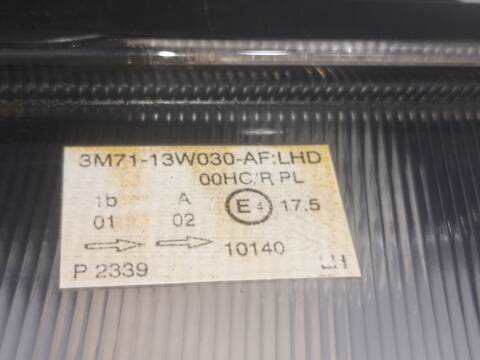 3M71-13W030-AF:LHD
00HC/R PL
1b A E4 17.5
01 02
10140
P 2339 LH